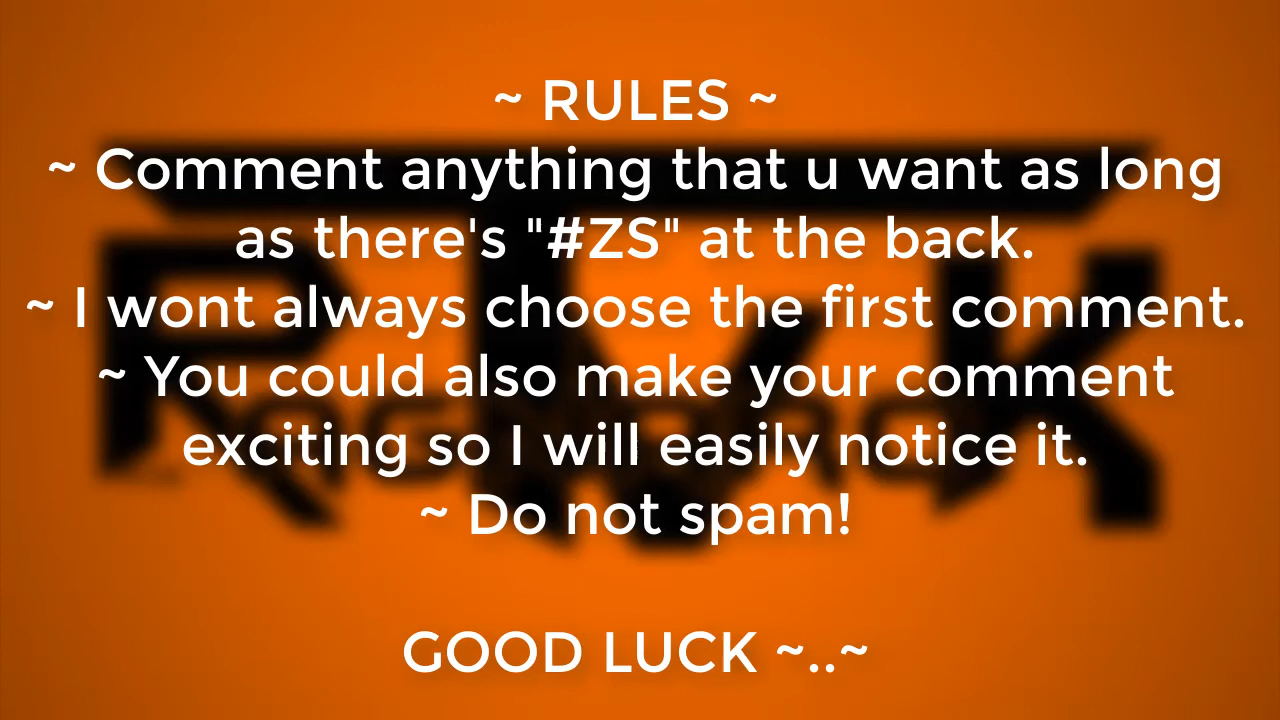 ~ RULES ~
~ Comment anything that u want as long
as there's "#ZS" at the back.
~ I wont always choose the first comment.
~ You could also make your comment
exciting so I will easily notice it.
~ Do not spam!
GOOD LUCK ~..~